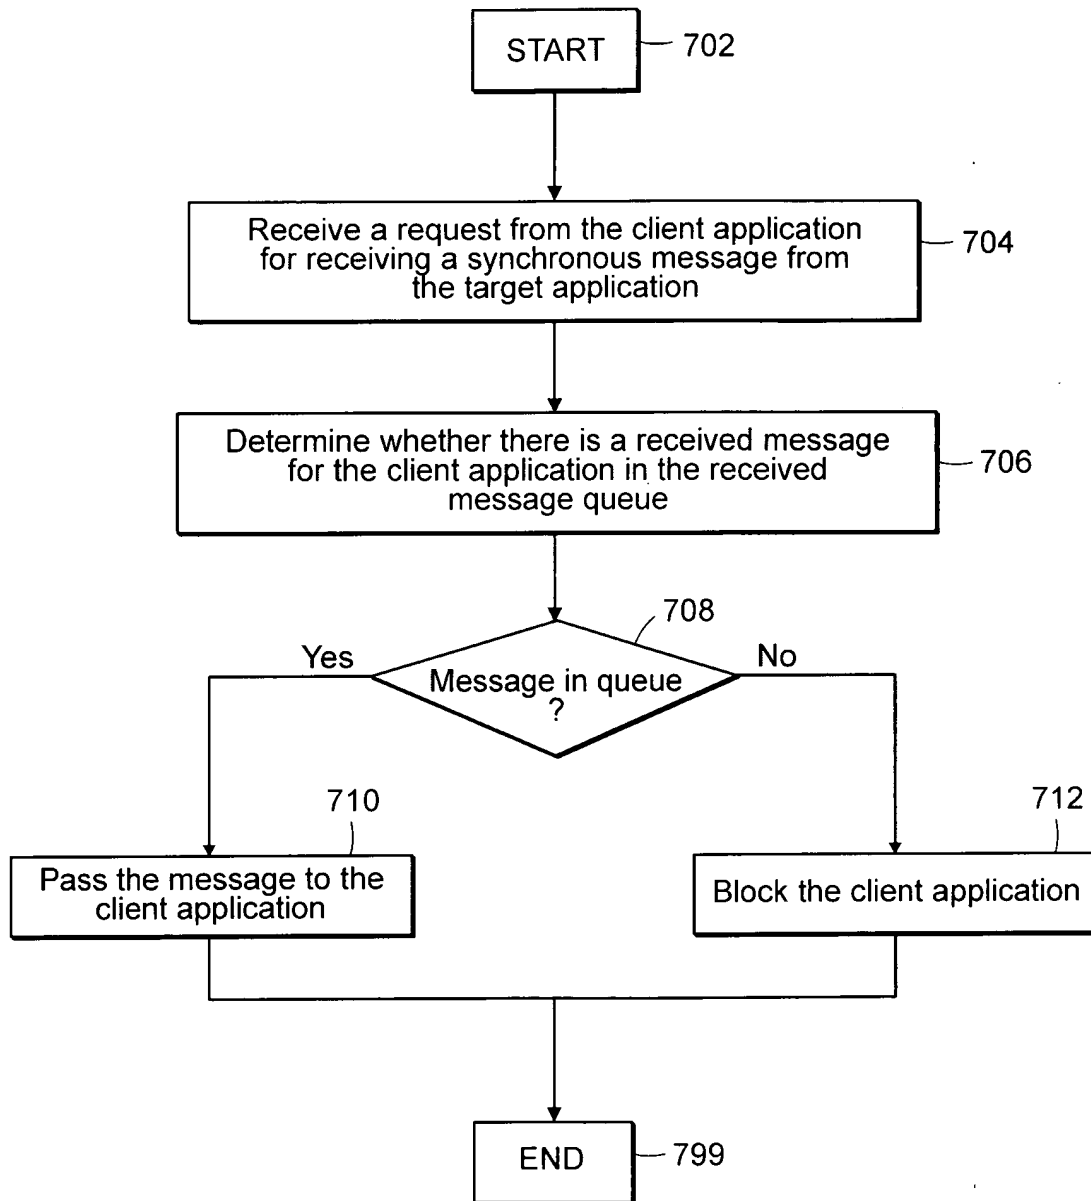 START
702
Receive a request from the client application
for receiving a synchronous message from
the target application
704
Determine whether there is a received message
for the client application in the received
message queue
706
708
Yes
No
Message in queue
?
710
712
Pass the message to the
client application
Block the client application
END
799